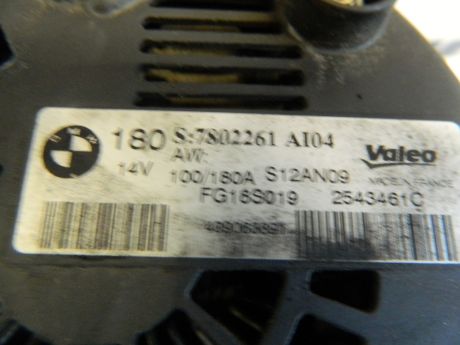 180 S:7802261 AI04
AW:
14V 100/180A S12AN09
Valeo
MADE IN FRANCE
FG18S019 2543461C